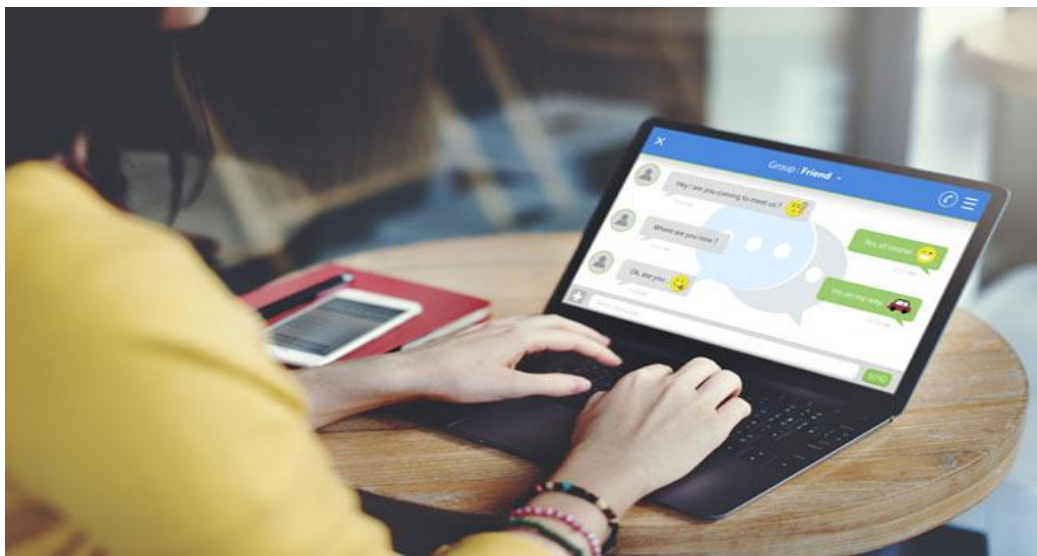 Group : Friend
Hey ! are you coming to meet us ?
Yes, of course
Where are you now ?
I'm on my way.
Ok, are you
SEND